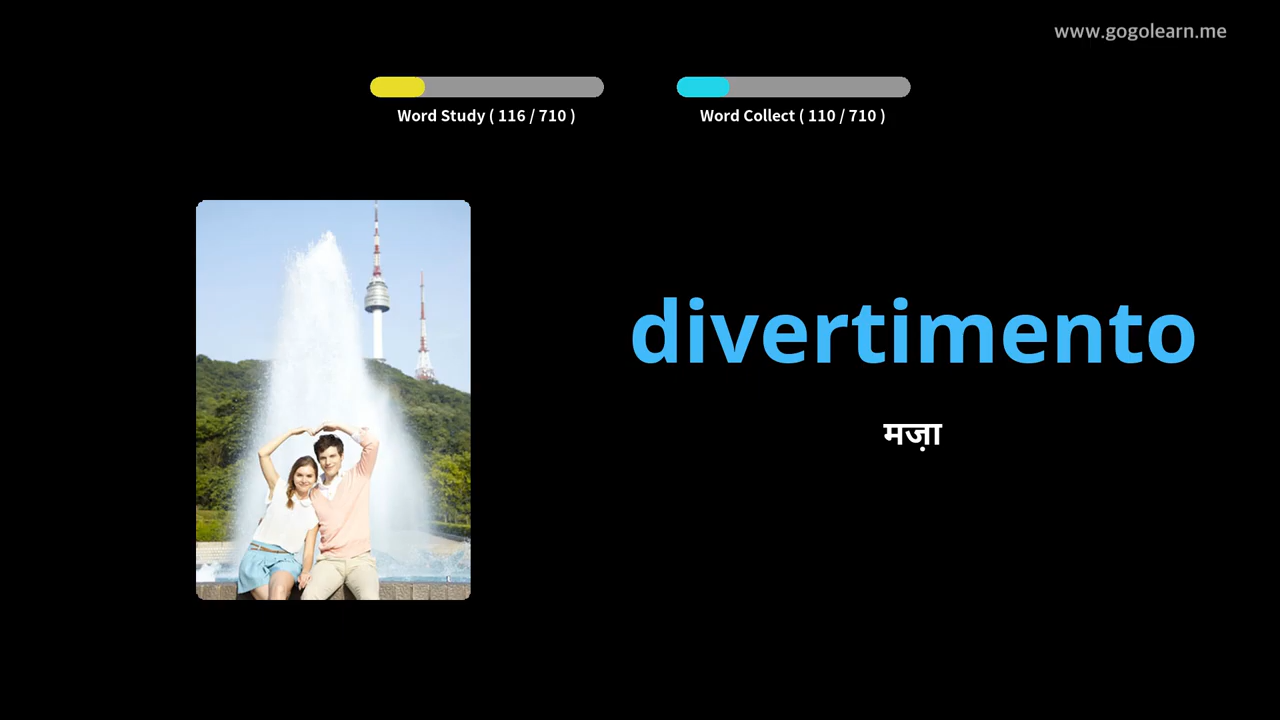 www.gogolearn.me
Word Study ( 116 / 710 )
Word Collect ( 110 / 710 )
divertimento
मज़ा